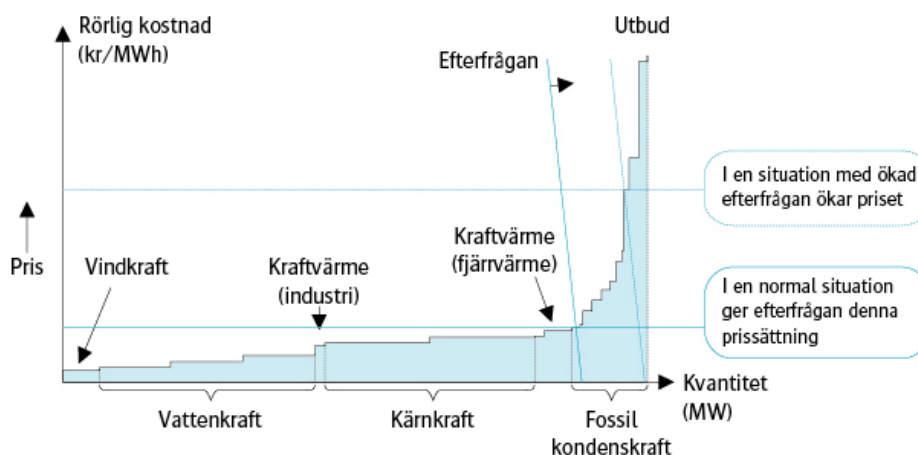 Rörlig kostnad
(kr/MWh)
Utbud
Efterfrågan
I en situation med ökad
efterfrågan ökar priset
Pris
Vindkraft
Kraftvärme
(industri)
Kraftvärme
(fjärrvärme)
I en normal situation
ger efterfrågan denna
prissättning
Vattenkraft
Kärnkraft
Fossil
kondenskraft
Kvantitet
(MW)